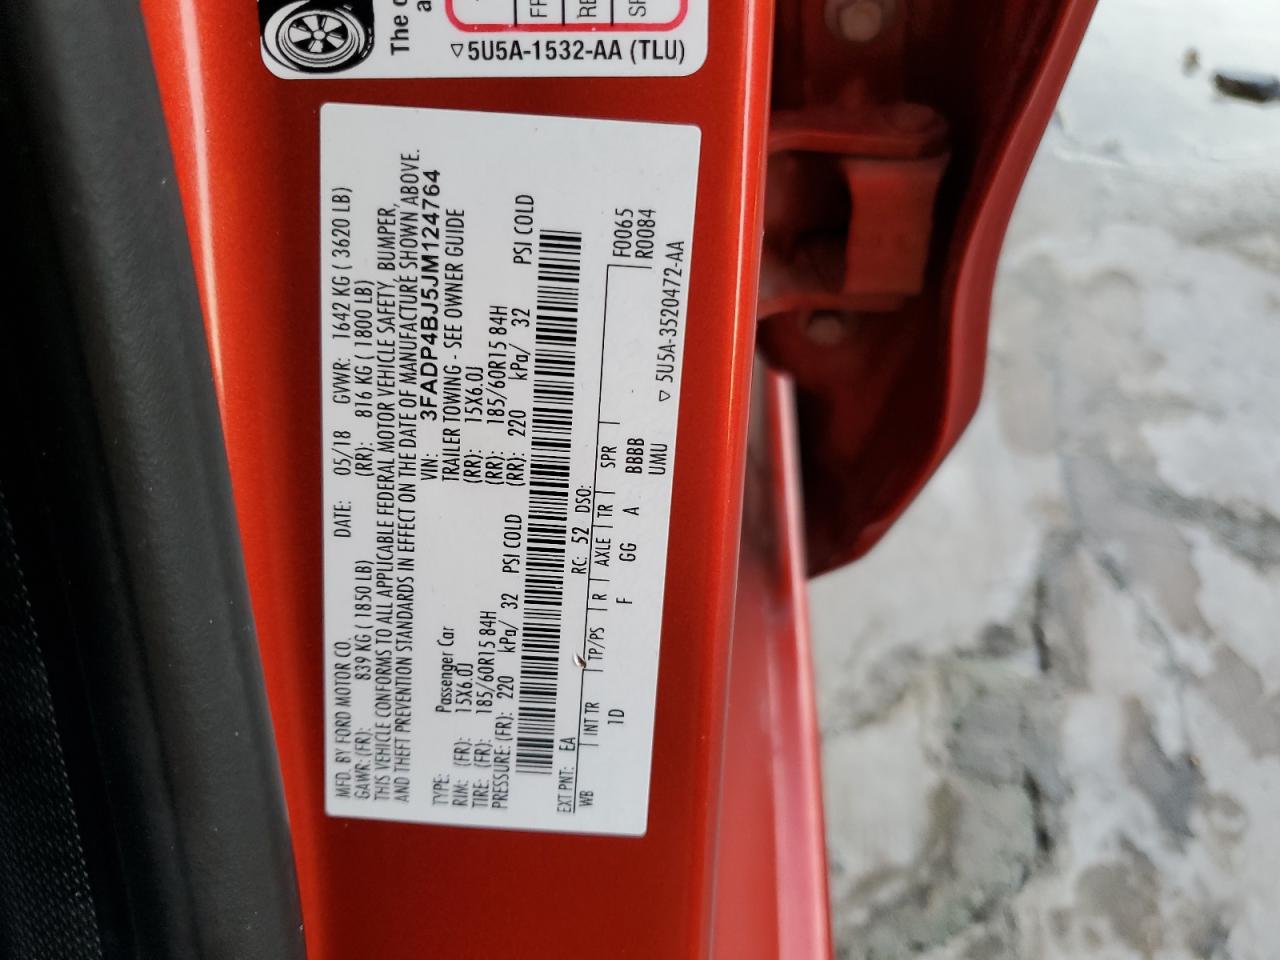 The
a
FR
RE
SP
▽ 5U5A-1532-AA (TLU)
MFD. BY FORD MOTOR CO. DATE: 05/18 GVWR: 1642 KG ( 3620 LB)
GAWR: (FR): 839 KG ( 1850 LB) (RR): 816 KG ( 1800 LB)
THIS VEHICLE CONFORMS TO ALL APPLICABLE FEDERAL MOTOR VEHICLE SAFETY, BUMPER,
AND THEFT PREVENTION STANDARDS IN EFFECT ON THE DATE OF MANUFACTURE SHOWN ABOVE.
VIN: 3FADP4BJ5JM124764
TYPE: Passenger Car TRAILER TOWING - SEE OWNER GUIDE
RIM: (FR): 15X6.0J (RR): 15X6.0J
TIRE: (FR): 185/60R15 84H (RR): 185/60R15 84H
PRESSURE: (FR): 220 kPa/ 32 PSI COLD (RR): 220 kPa/ 32 PSI COLD
EXT PNT: EA RC: 52 DSO:
WB INT TR TP/PS R AXLE TR SPR F0065
1D F GG A BBBB R0084
UMU
▽ 5U5A-3520472-AA